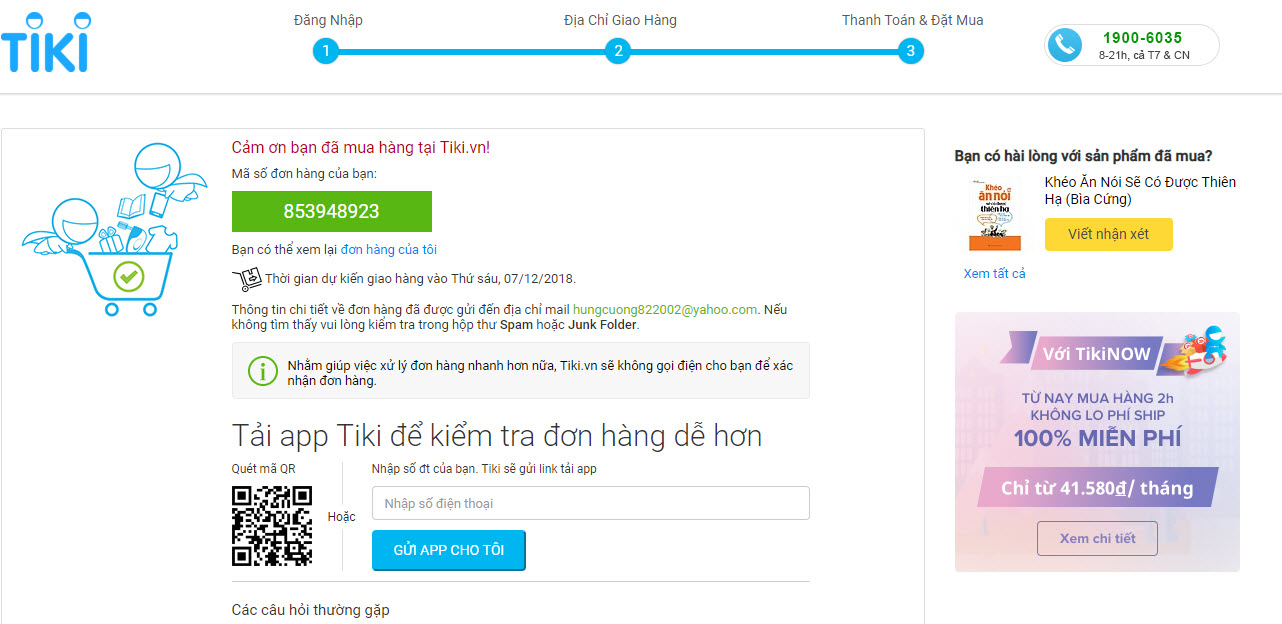 TiKi
Đăng Nhập
Địa Chỉ Giao Hàng
Thanh Toán & Đặt Mua
1
2
3
1900-6035
8-21h, cả T7 & CN
Cảm ơn bạn đã mua hàng tại Tiki.vn!
Mã số đơn hàng của bạn:
853948923
Bạn có thể xem lại đơn hàng của tôi
Thời gian dự kiến giao hàng vào Thứ sáu, 07/12/2018.
Thông tin chi tiết về đơn hàng đã được gửi đến địa chỉ mail hungcuong822002@yahoo.com. Nếu
không tìm thấy vui lòng kiểm tra trong hộp thư Spam hoặc Junk Folder.
Nhằm giúp việc xử lý đơn hàng nhanh hơn nữa, Tiki.vn sẽ không gọi điện cho bạn để xác
nhận đơn hàng.
Tải app Tiki để kiểm tra đơn hàng dễ hơn
Quét mã QR
Hoặc
Nhập số đt của bạn. Tiki sẽ gửi link tải app
Nhập số điện thoại
GỬI APP CHO TÔI
Các câu hỏi thường gặp
Bạn có hài lòng với sản phẩm đã mua?
Khéo
ăn nói
sẽ có được
thiên hạ
Khéo Ăn Nói Sẽ Có Được Thiên
Hạ (Bìa Cứng)
Viết nhận xét
Xem tất cả
Với TikiNOW
TỪ NAY MUA HÀNG 2h
KHÔNG LO PHÍ SHIP
100% MIỄN PHÍ
Chỉ từ 41.580₫/ tháng
Xem chi tiết